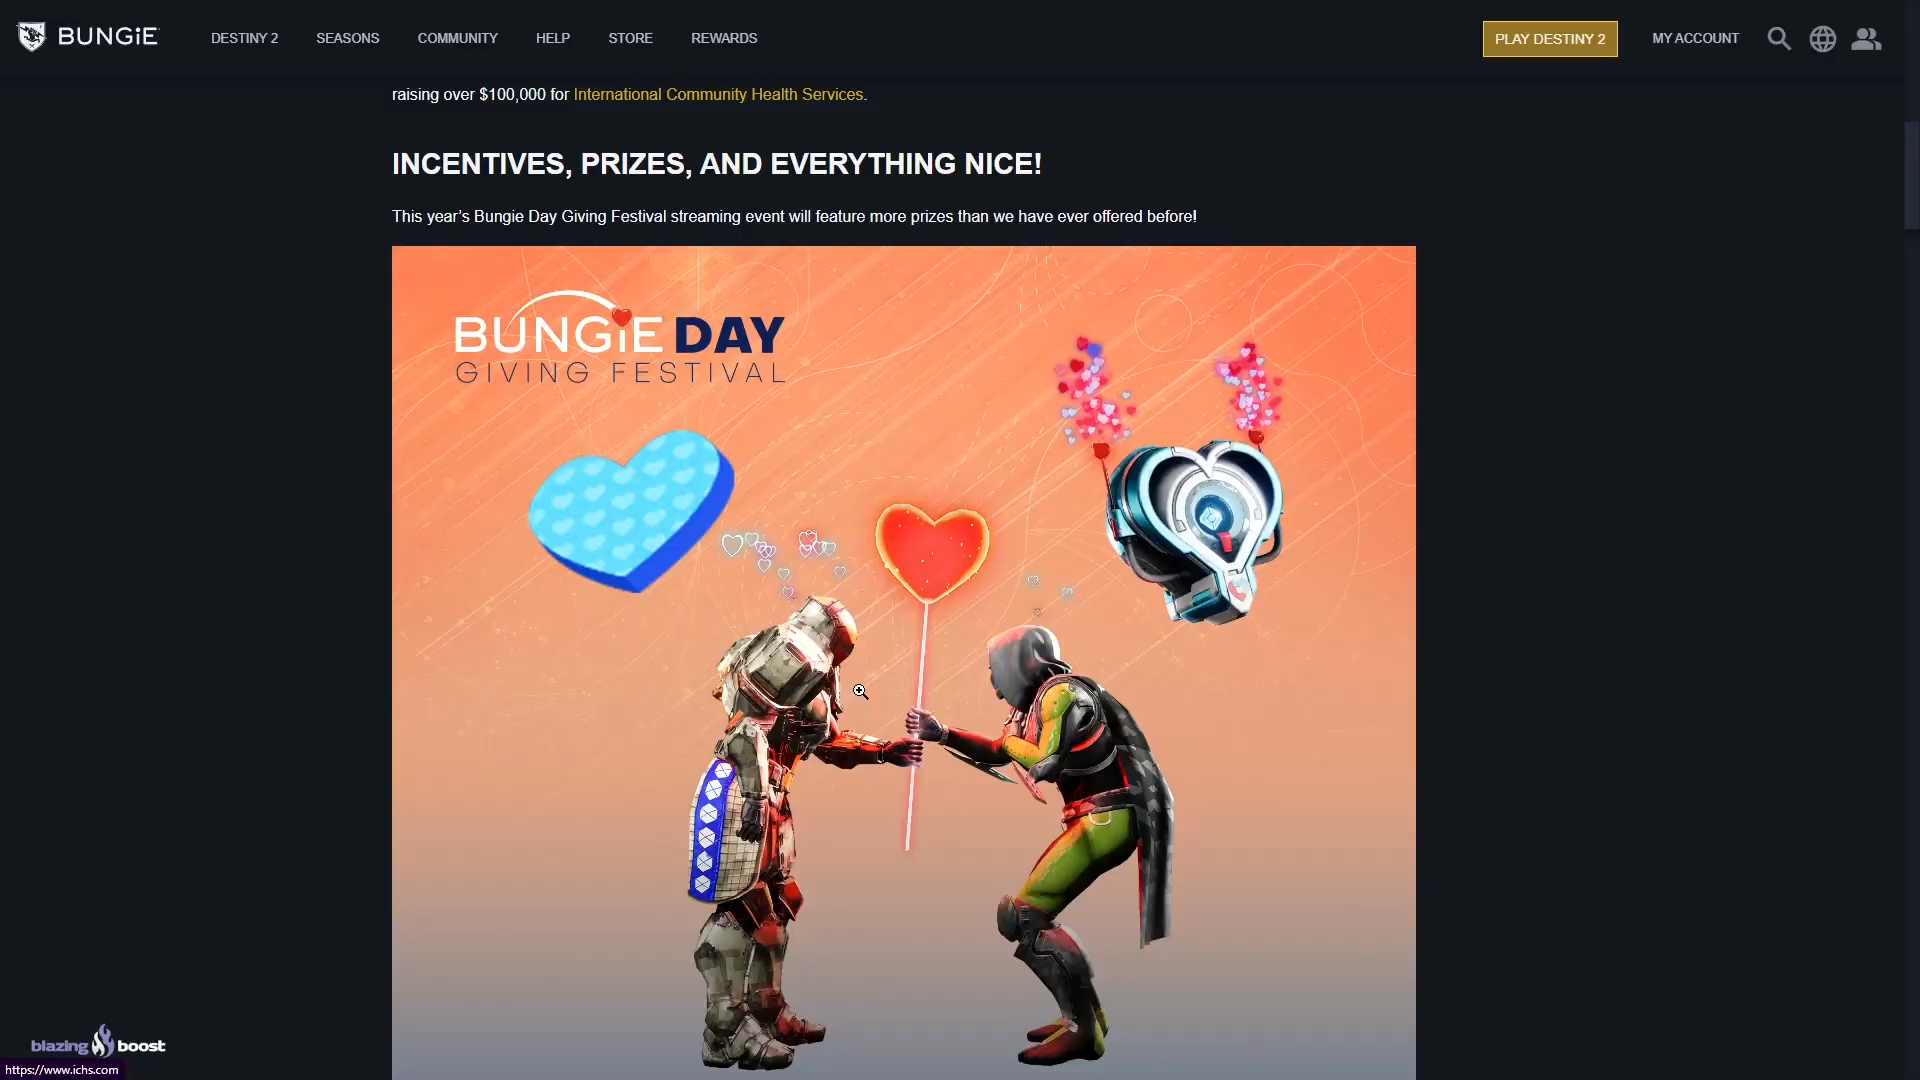 BUNGiE
DESTINY 2
SEASONS
COMMUNITY
HELP
STORE
REWARDS
PLAY DESTINY 2
MY ACCOUNT
raising over $100,000 for International Community Health Services.
INCENTIVES, PRIZES, AND EVERYTHING NICE!
This year’s Bungie Day Giving Festival streaming event will feature more prizes than we have ever offered before!
BUNGiE DAY
GIVING FESTIVAL
blazing boost
https://www.ichs.com